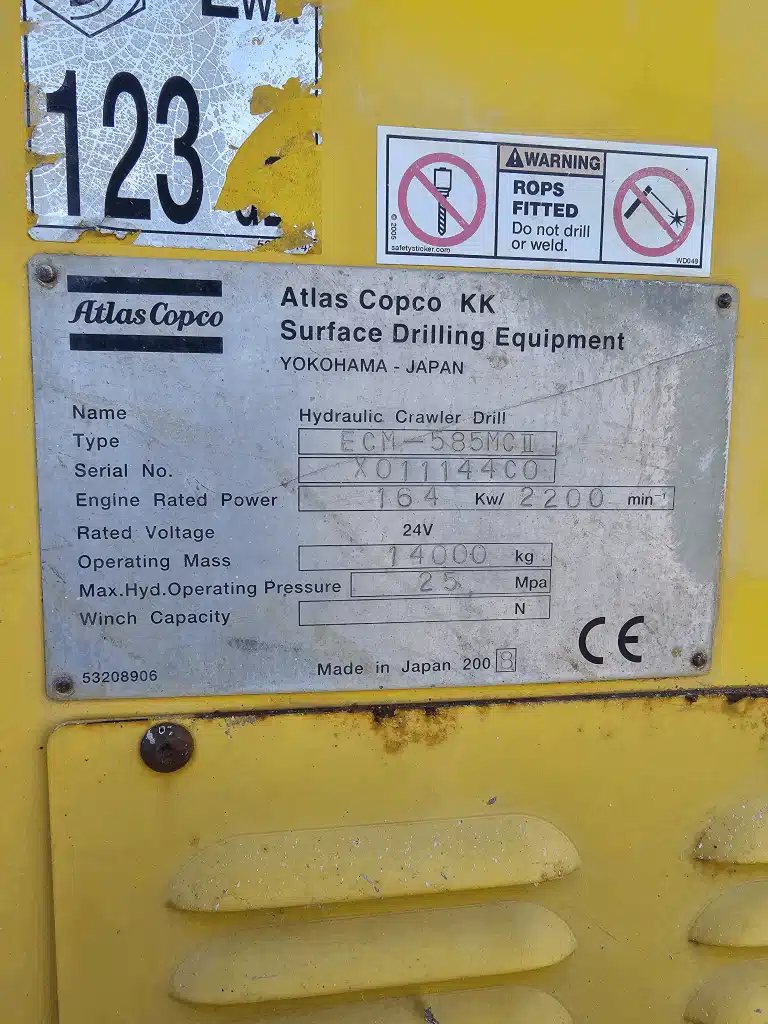 LWA
123
© 2005
safetysticker.com
WARNING
ROPS
FITTED
Do not drill
or weld.
WD049
Atlas Copco
Atlas Copco KK
Surface Drilling Equipment
YOKOHAMA - JAPAN
Name Hydraulic Crawler Drill
Type ECM-585MCⅡ
Serial No. X011144C0
Engine Rated Power 164 Kw/ 2200 min⁻¹
Rated Voltage 24V
Operating Mass 14000 kg
Max.Hyd.Operating Pressure 25 Mpa
Winch Capacity N
CE
53208906 Made in Japan 2008